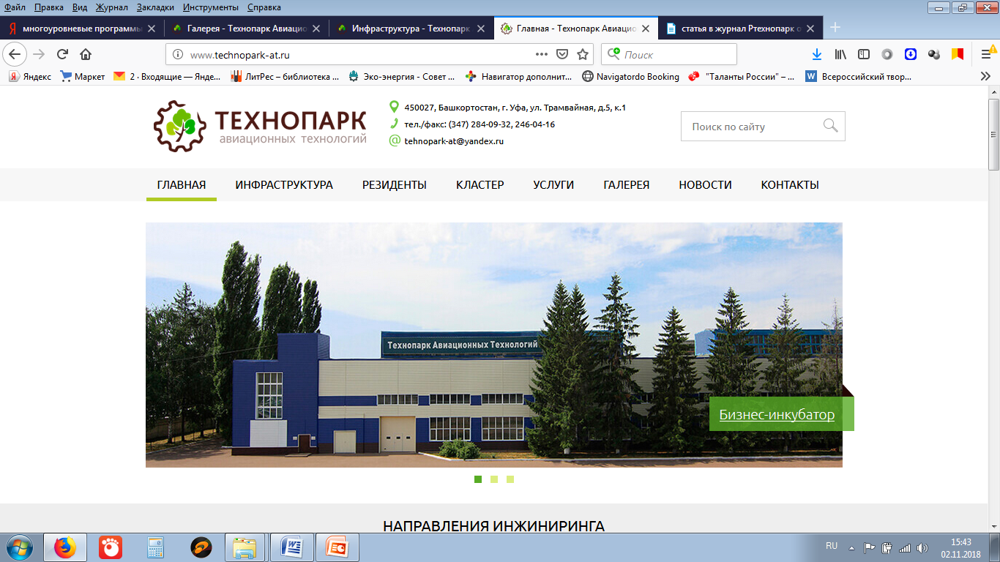 Файл Правка Вид Журнал Закладки Инструменты Справка
многоуровневые программы
Галерея - Технопарк Авиацио
Инфраструктура - Технопарк
Главная - Технопарк Авиацио
статья в журнал Ртехнопарк о
www.technopark-at.ru
Поиск
Яндекс
Маркет
2 · Входящие — Янде...
ЛитРес – библиотека ...
Эко-энергия - Совет ...
Навигатор дополнит...
Navigatordo Booking
"Таланты России" – ...
Всероссийский твор...
ТЕХНОПАРК
авиационных технологий
450027, Башкортостан, г. Уфа, ул. Трамвайная, д.5, к.1
тел./факс: (347) 284-09-32, 246-04-16
tehnopark-at@yandex.ru
Поиск по сайту
ГЛАВНАЯ ИНФРАСТРУКТУРА РЕЗИДЕНТЫ КЛАСТЕР УСЛУГИ ГАЛЕРЕЯ НОВОСТИ КОНТАКТЫ
Технопарк Авиационных Технологий
Бизнес-инкубатор
НАПРАВЛЕНИЯ ИНЖИНИРИНГА
RU
15:43
02.11.2018